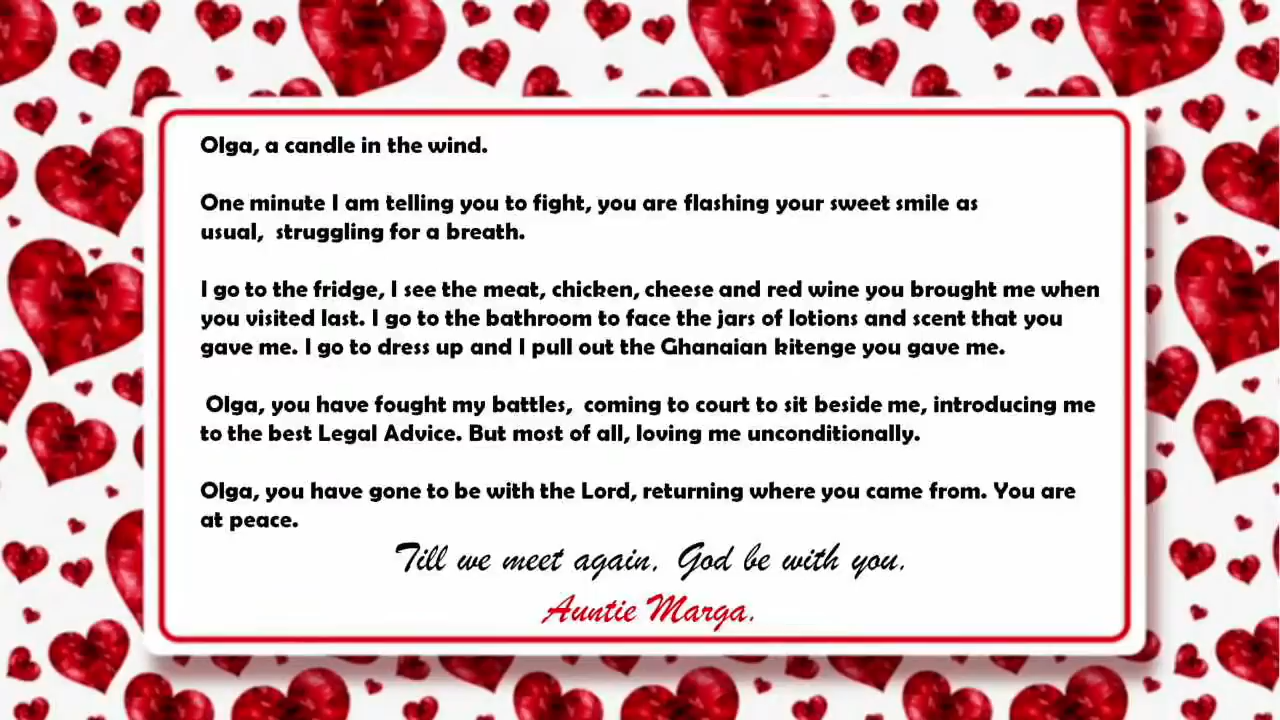 Olga, a candle in the wind.
One minute I am telling you to fight, you are flashing your sweet smile as
usual,  struggling for a breath.
I go to the fridge, I see the meat, chicken, cheese and red wine you brought me when
you visited last. I go to the bathroom to face the jars of lotions and scent that you
gave me. I go to dress up and I pull out the Ghanaian kitenge you gave me.
Olga, you have fought my battles,  coming to court to sit beside me, introducing me
to the best Legal Advice. But most of all, loving me unconditionally.
Olga, you have gone to be with the Lord, returning where you came from. You are
at peace.
Till we meet again, God be with you.
Auntie Marga.